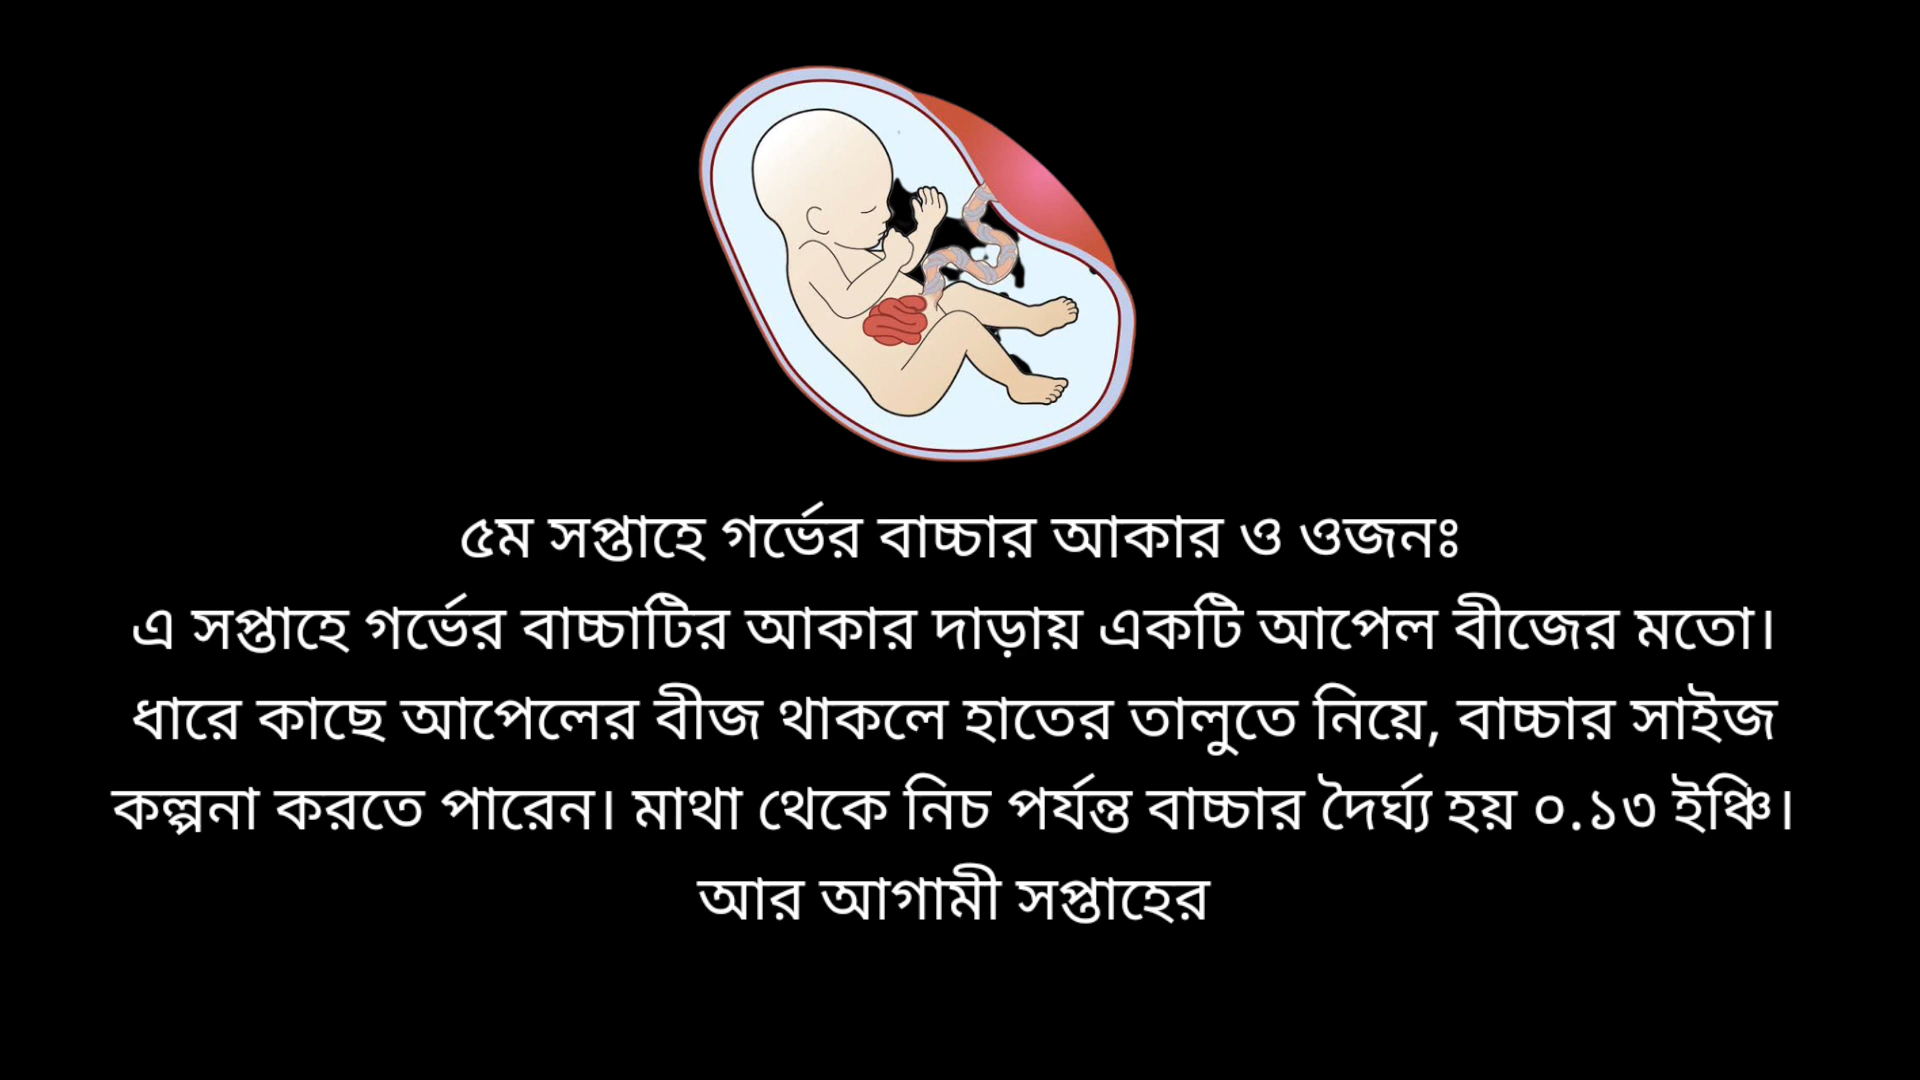 ৫ম সপ্তাহে গর্ভের বাচ্চার আকার ও ওজনঃ
এ সপ্তাহে গর্ভের বাচ্চাটির আকার দাড়ায় একটি আপেল বীজের মতো।
ধারে কাছে আপেলের বীজ থাকলে হাতের তালুতে নিয়ে, বাচ্চার সাইজ
কল্পনা করতে পারেন। মাথা থেকে নিচ পর্যন্ত বাচ্চার দৈর্ঘ্য হয় ০.১৩ ইঞ্চি।
আর আগামী সপ্তাহের